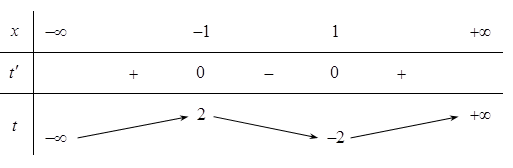 x −∞ −1 1 +∞
t′ + 0 − 0 +
2 +∞
t
−∞ −2